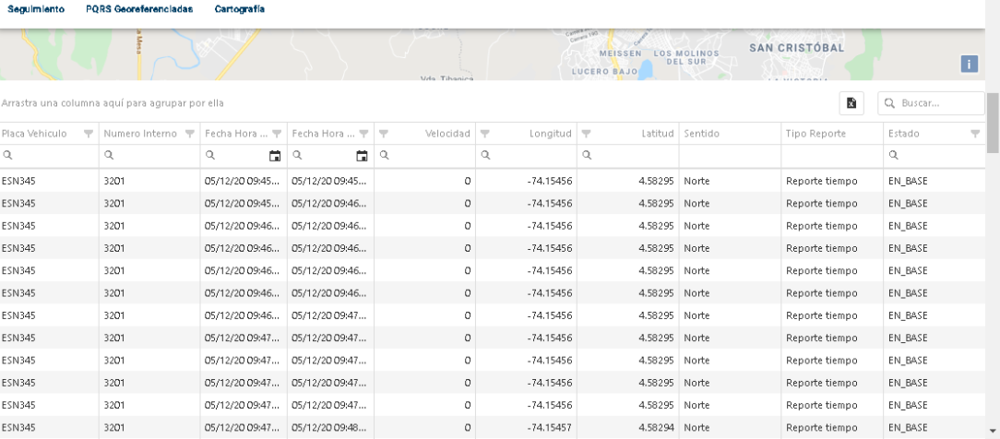 Seguimiento PQRS Georeferenciadas Cartografía
La Mesa
MEISSEN LOS MOLINOS DEL SUR
SAN CRISTÓBAL
LUCERO BAJO
Vda. Tibanica
LA VICTORIA
i
Arrastra una columna aquí para agrupar por ella Buscar...
Placa Vehiculo Numero Interno Fecha Hora ... Fecha Hora ... Velocidad Longitud Latitud Sentido Tipo Reporte Estado
ESN345 3201 05/12/20 09:45... 05/12/20 09:45... 0 -74.15456 4.58295 Norte Reporte tiempo EN_BASE
ESN345 3201 05/12/20 09:45... 05/12/20 09:46... 0 -74.15456 4.58295 Norte Reporte tiempo EN_BASE
ESN345 3201 05/12/20 09:46... 05/12/20 09:46... 0 -74.15456 4.58295 Norte Reporte tiempo EN_BASE
ESN345 3201 05/12/20 09:46... 05/12/20 09:46... 0 -74.15456 4.58295 Norte Reporte tiempo EN_BASE
ESN345 3201 05/12/20 09:46... 05/12/20 09:46... 0 -74.15456 4.58295 Norte Reporte tiempo EN_BASE
ESN345 3201 05/12/20 09:46... 05/12/20 09:46... 0 -74.15456 4.58295 Norte Reporte tiempo EN_BASE
ESN345 3201 05/12/20 09:46... 05/12/20 09:47... 0 -74.15456 4.58295 Norte Reporte tiempo EN_BASE
ESN345 3201 05/12/20 09:47... 05/12/20 09:47... 0 -74.15456 4.58295 Norte Reporte tiempo EN_BASE
ESN345 3201 05/12/20 09:47... 05/12/20 09:47... 0 -74.15456 4.58295 Norte Reporte tiempo EN_BASE
ESN345 3201 05/12/20 09:47... 05/12/20 09:47... 0 -74.15456 4.58295 Norte Reporte tiempo EN_BASE
ESN345 3201 05/12/20 09:47... 05/12/20 09:47... 0 -74.15456 4.58295 Norte Reporte tiempo EN_BASE
ESN345 3201 05/12/20 09:47... 05/12/20 09:48... 0 -74.15457 4.58294 Norte Reporte tiempo EN_BASE